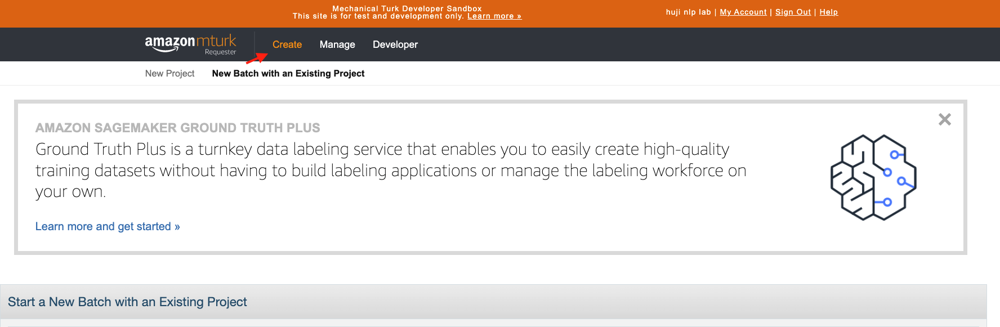 Mechanical Turk Developer Sandbox
This site is for test and development only. Learn more »
huji nlp lab | My Account | Sign Out | Help
amazonmturk
Requester
Create Manage Developer
New Project New Batch with an Existing Project
AMAZON SAGEMAKER GROUND TRUTH PLUS
Ground Truth Plus is a turnkey data labeling service that enables you to easily create high-quality
training datasets without having to build labeling applications or manage the labeling workforce on
your own.
Learn more and get started »
Start a New Batch with an Existing Project